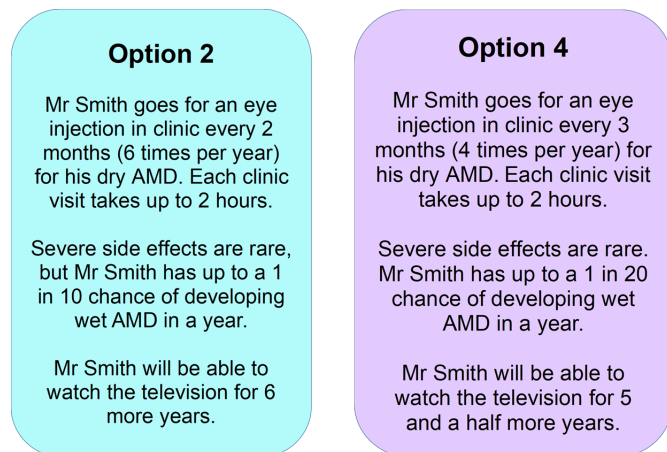 Option 2
Mr Smith goes for an eye
injection in clinic every 2
months (6 times per year)
for his dry AMD. Each clinic
visit takes up to 2 hours.
Severe side effects are rare,
but Mr Smith has up to a 1
in 10 chance of developing
wet AMD in a year.
Mr Smith will be able to
watch the television for 6
more years.
Option 4
Mr Smith goes for an eye
injection in clinic every 3
months (4 times per year) for
his dry AMD. Each clinic visit
takes up to 2 hours.
Severe side effects are rare.
Mr Smith has up to a 1 in 20
chance of developing wet
AMD in a year.
Mr Smith will be able to
watch the television for 5
and a half more years.